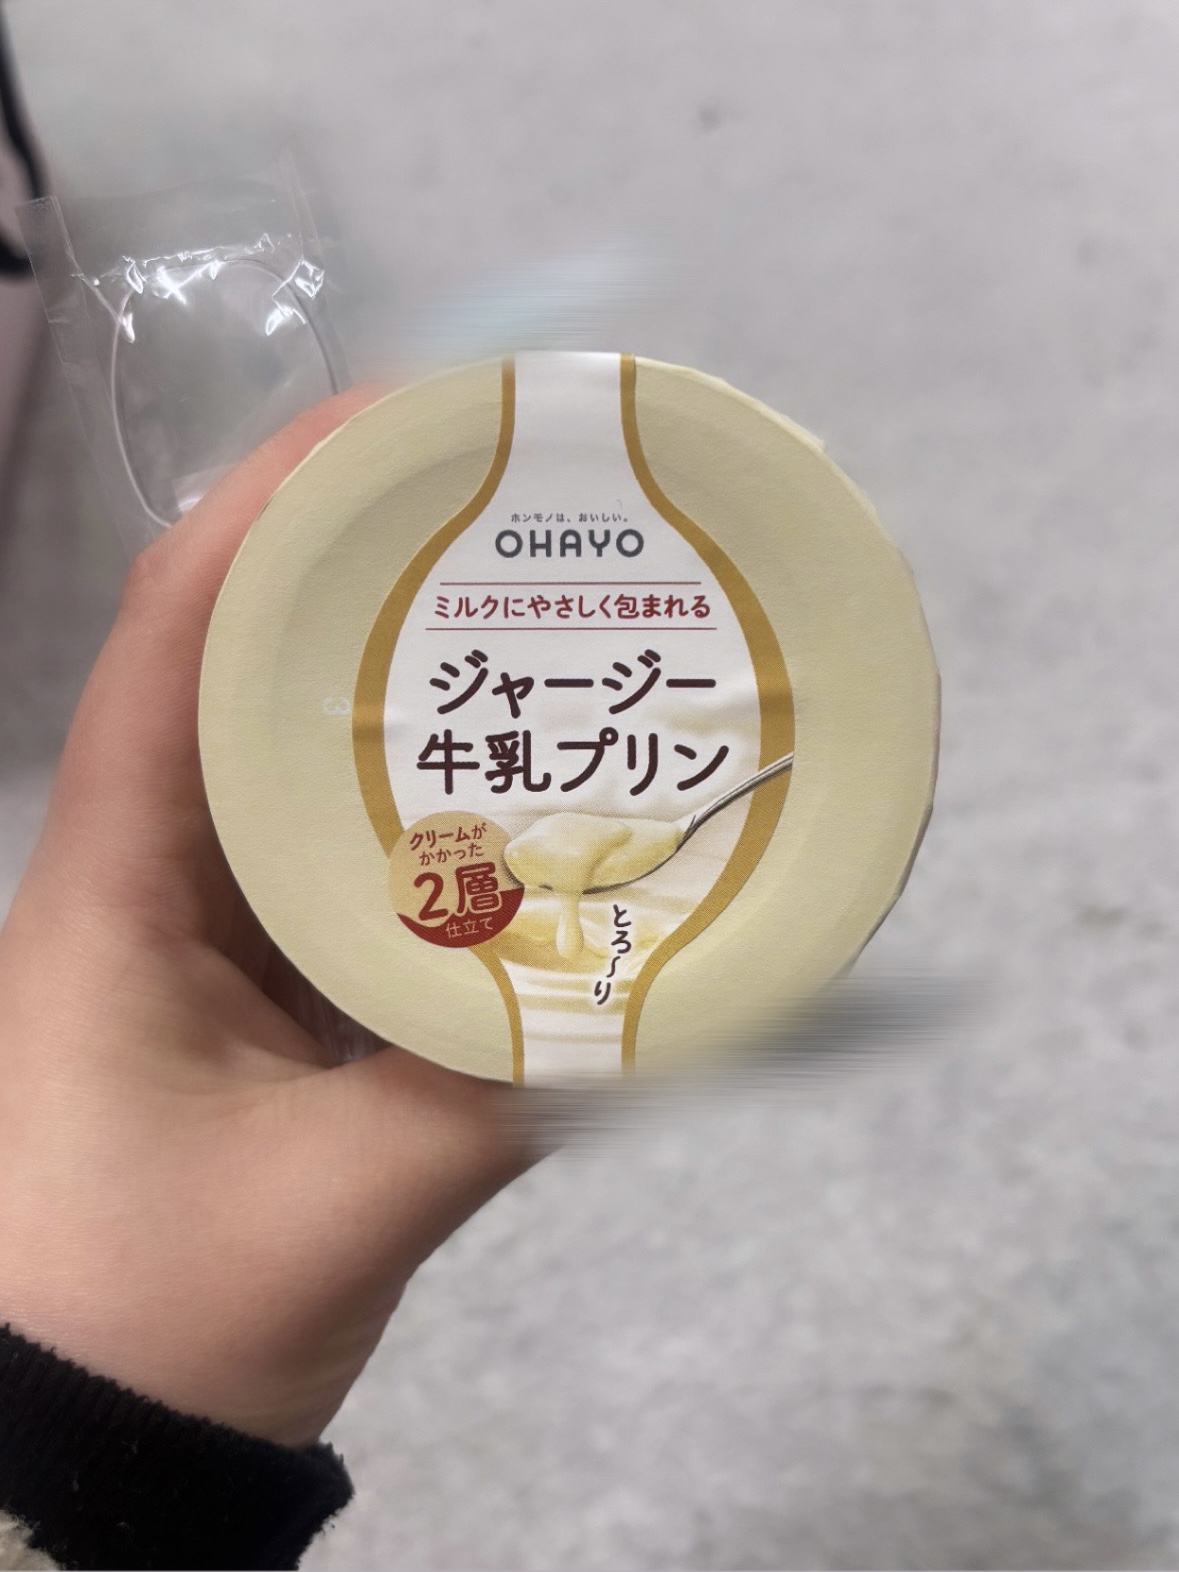 ホンモノは、おいしい。
OHAYO
ミルクにやさしく包まれる
ジャージー
牛乳プリン
クリームが
かかった
2層
仕立て
とろ〜り
3